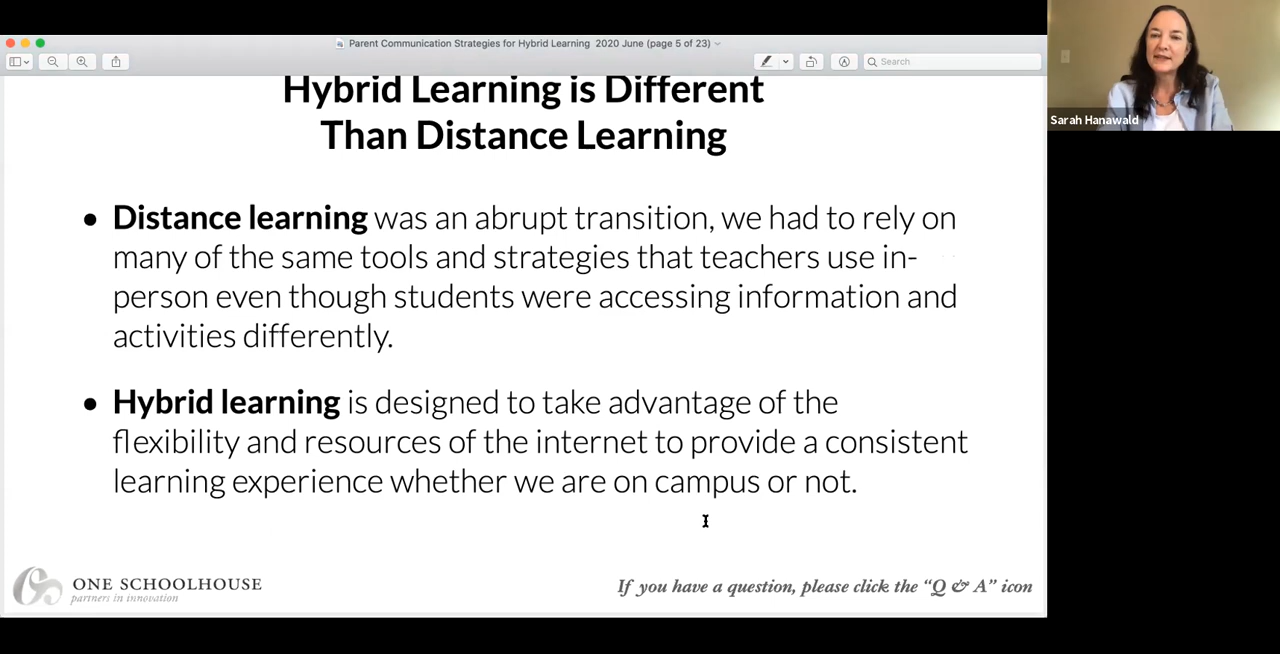 Parent Communication Strategies for Hybrid Learning 2020 June (page 5 of 23)
Search
Sarah Hanawald
Hybrid Learning is Different
Than Distance Learning
• Distance learning was an abrupt transition, we had to rely on
many of the same tools and strategies that teachers use in-
person even though students were accessing information and
activities differently.
• Hybrid learning is designed to take advantage of the
flexibility and resources of the internet to provide a consistent
learning experience whether we are on campus or not.
ONE SCHOOLHOUSE
partners in innovation
If you have a question, please click the “Q & A” icon